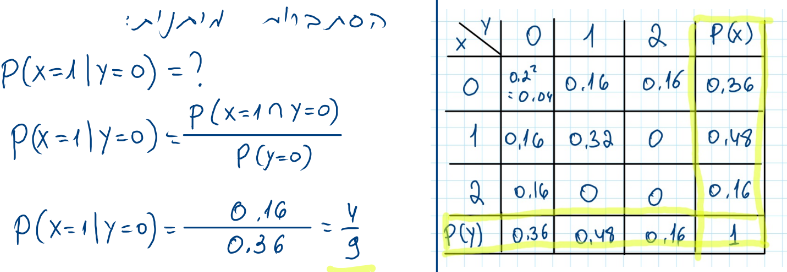 הסתברות מותנית:
P(x=1|y=0) = ?
P(x=1|y=0) = P(x=1∩y=0) / P(y=0)
P(x=1|y=0) = 0.16 / 0.36 = 4/9
x \ y 0 1 2 P(x)
0 0.2² = 0.04 0.16 0.16 0.36
1 0.16 0.32 0 0.48
2 0.16 0 0 0.16
P(y) 0.36 0.48 0.16 1